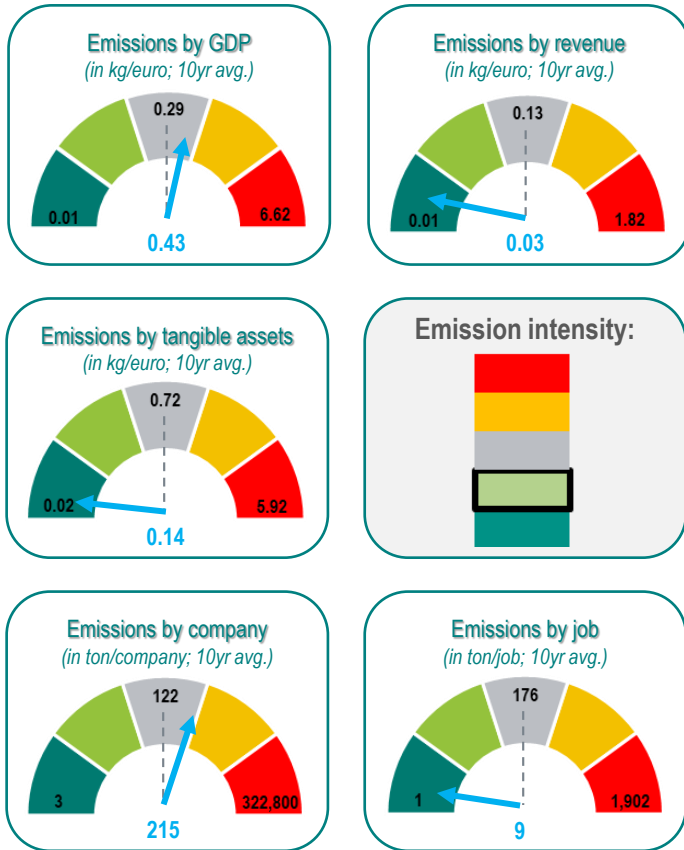 Emissions by GDP
(in kg/euro; 10yr avg.)
0.29
0.01
6.62
0.43
Emissions by revenue
(in kg/euro; 10yr avg.)
0.13
0.01
1.82
0.03
Emissions by tangible assets
(in kg/euro; 10yr avg.)
0.72
0.02
5.92
0.14
Emission intensity:
Emissions by company
(in ton/company; 10yr avg.)
122
3
322,800
215
Emissions by job
(in ton/job; 10yr avg.)
176
1
1,902
9